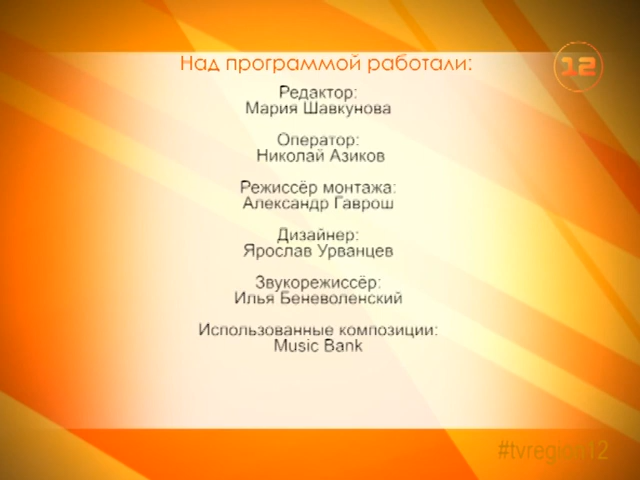 Над программой работали:
12
Редактор:
Мария Шавкунова
Оператор:
Николай Азиков
Режиссёр монтажа:
Александр Гаврош
Дизайнер:
Ярослав Урванцев
Звукорежиссёр:
Илья Беневоленский
Использованные композиции:
Music Bank
#tvregion12